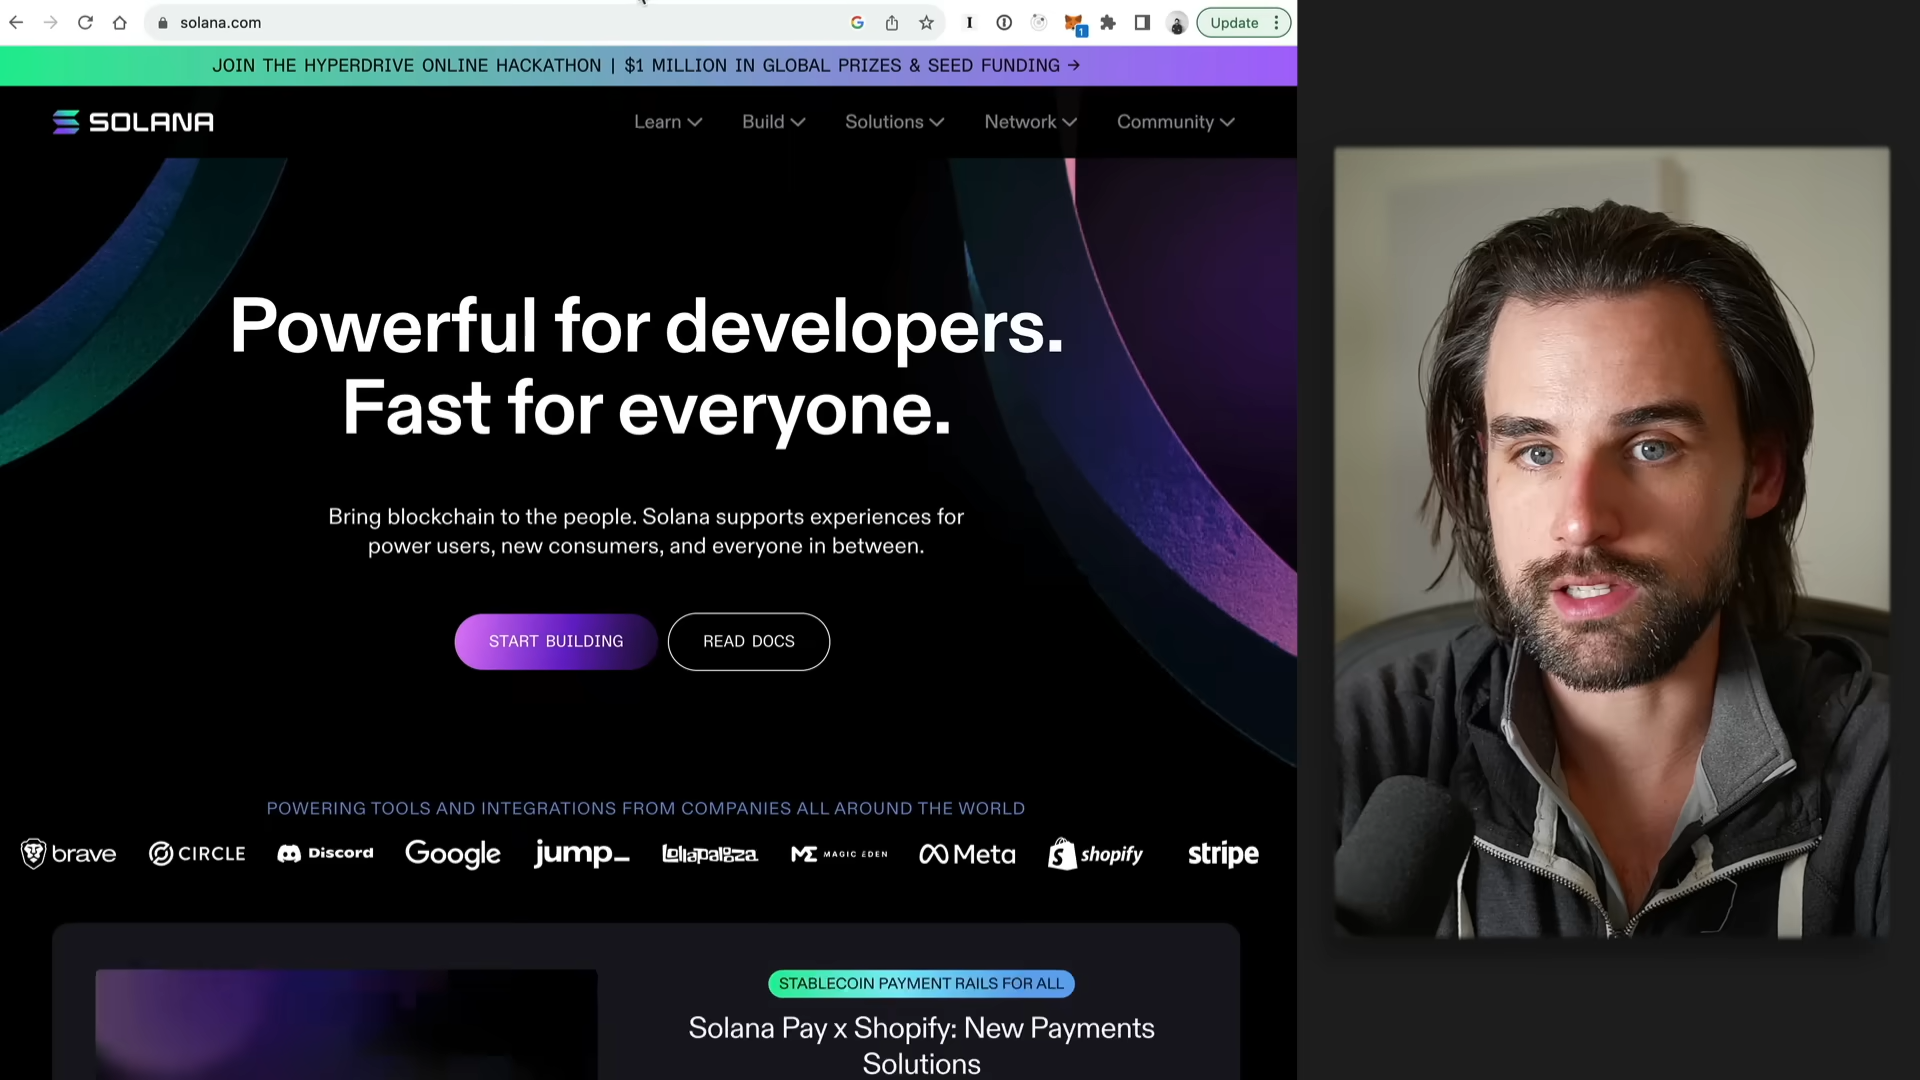 solana.com
1
Update
JOIN THE HYPERDRIVE ONLINE HACKATHON | $1 MILLION IN GLOBAL PRIZES & SEED FUNDING →
SOLANA
Learn
Build
Solutions
Network
Community
Powerful for developers.
Fast for everyone.
Bring blockchain to the people. Solana supports experiences for
power users, new consumers, and everyone in between.
START BUILDING
READ DOCS
POWERING TOOLS AND INTEGRATIONS FROM COMPANIES ALL AROUND THE WORLD
brave
CIRCLE
Discord
Google
jump_
Lollapalooza
ME MAGIC EDEN
Meta
shopify
stripe
STABLECOIN PAYMENT RAILS FOR ALL
Solana Pay x Shopify: New Payments
Solutions